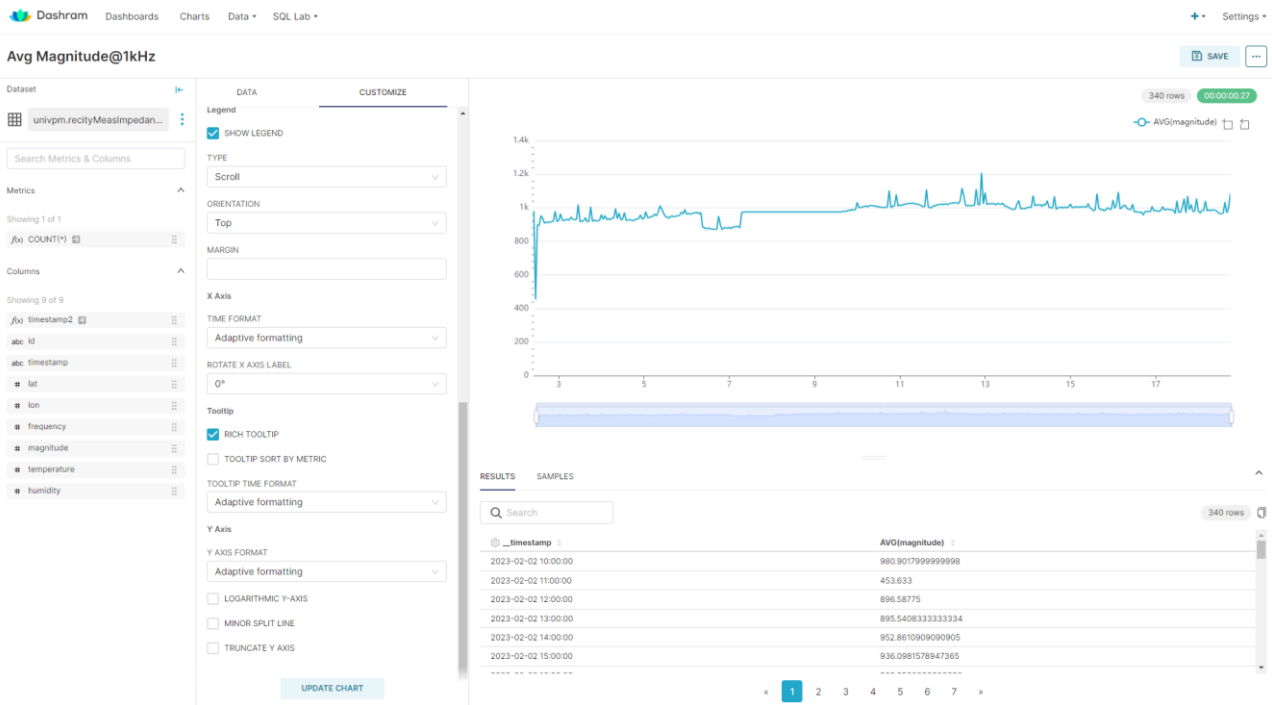 Dashram Dashboards Charts Data SQL Lab Settings
Avg Magnitude@1kHz SAVE
Dataset
univpm.recityMeasImpedan...
Search Metrics & Columns
Metrics
Showing 1 of 1
f(x) COUNT(*)
Columns
Showing 9 of 9
f(x) timestamp2
abc id
abc timestamp
# lat
# lon
# frequency
# magnitude
# temperature
# humidity
DATA CUSTOMIZE
Legend
SHOW LEGEND
TYPE
Scroll
ORIENTATION
Top
MARGIN
X Axis
TIME FORMAT
Adaptive formatting
ROTATE X AXIS LABEL
0°
Tooltip
RICH TOOLTIP
TOOLTIP SORT BY METRIC
TOOLTIP TIME FORMAT
Adaptive formatting
Y Axis
Y AXIS FORMAT
Adaptive formatting
LOGARITHMIC Y-AXIS
MINOR SPLIT LINE
TRUNCATE Y AXIS
UPDATE CHART
340 rows 00:00:00.27
AVG(magnitude)
1.4k
1.2k
1k
800
600
400
200
0
3 5 7 9 11 13 15 17
RESULTS SAMPLES
Search 340 rows
__timestamp AVG(magnitude)
2023-02-02 10:00:00 980.9017999999998
2023-02-02 11:00:00 453.633
2023-02-02 12:00:00 896.58775
2023-02-02 13:00:00 895.5408333333334
2023-02-02 14:00:00 952.8610909090905
2023-02-02 15:00:00 936.0981578947365
« 1 2 3 4 5 6 7 »